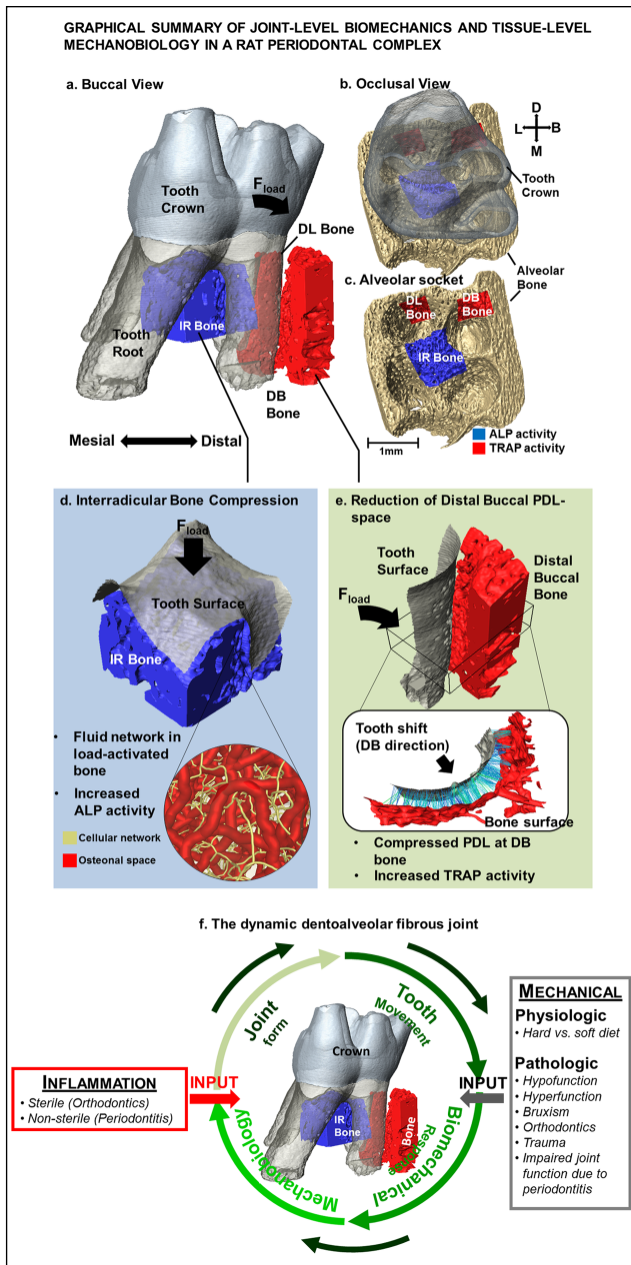 GRAPHICAL SUMMARY OF JOINT-LEVEL BIOMECHANICS AND TISSUE-LEVEL
MECHANOBIOLOGY IN A RAT PERIODONTAL COMPLEX
a. Buccal View
Tooth
Crown
F_load
DL Bone
IR Bone
Tooth
Root
DB
Bone
Mesial
Distal
b. Occlusal View
D
L
B
M
Tooth
Crown
Alveolar
Bone
c. Alveolar socket
DL
Bone
DB
Bone
IR Bone
1mm
ALP activity
TRAP activity
d. Interradicular Bone Compression
F_load
Tooth Surface
IR Bone
• Fluid network in
load-activated
bone
• Increased
ALP activity
Cellular network
Osteonal space
e. Reduction of Distal Buccal PDL-
space
Tooth
Surface
Distal
Buccal
Bone
F_load
Tooth shift
(DB direction)
Bone surface
• Compressed PDL at DB
bone
• Increased TRAP activity
f. The dynamic dentoalveolar fibrous joint
Joint
form
Tooth
Movement
Biomechanical
Response
Mechanobiology
Crown
IR
Bone
Bone
INFLAMMATION
• Sterile (Orthodontics)
• Non-sterile (Periodontitis)
INPUT
INPUT
MECHANICAL
Physiologic
• Hard vs. soft diet
Pathologic
• Hypofunction
• Hyperfunction
• Bruxism
• Orthodontics
• Trauma
• Impaired joint
function due to
periodontitis